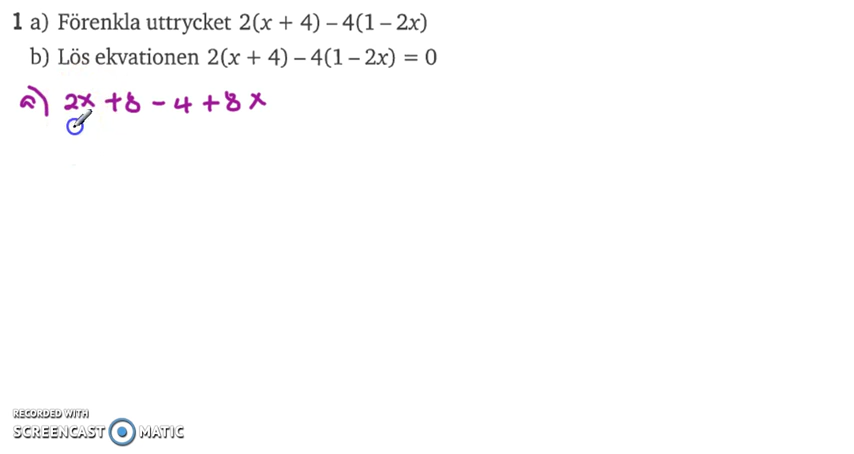 1 a) Förenkla uttrycket 2(x + 4) – 4(1 – 2x)
b) Lös ekvationen 2(x + 4) – 4(1 – 2x) = 0
a) 2x + 8 - 4 + 8x
RECORDED WITH
SCREENCAST MATIC